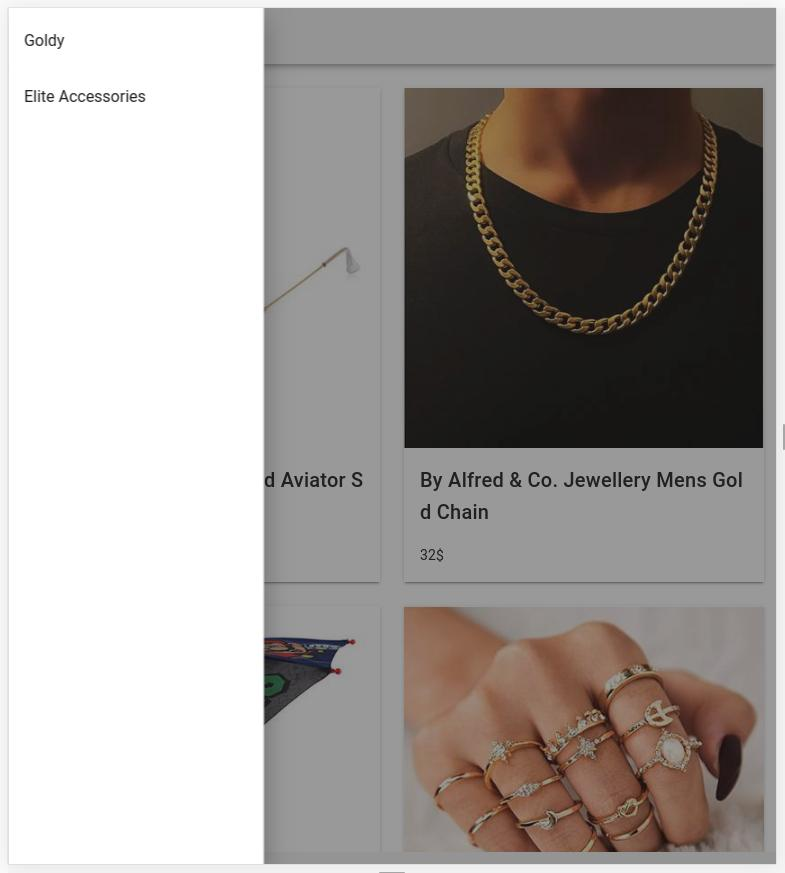 Goldy
Elite Accessories
d Aviator S
By Alfred & Co. Jewellery Mens Gol
d Chain
32$